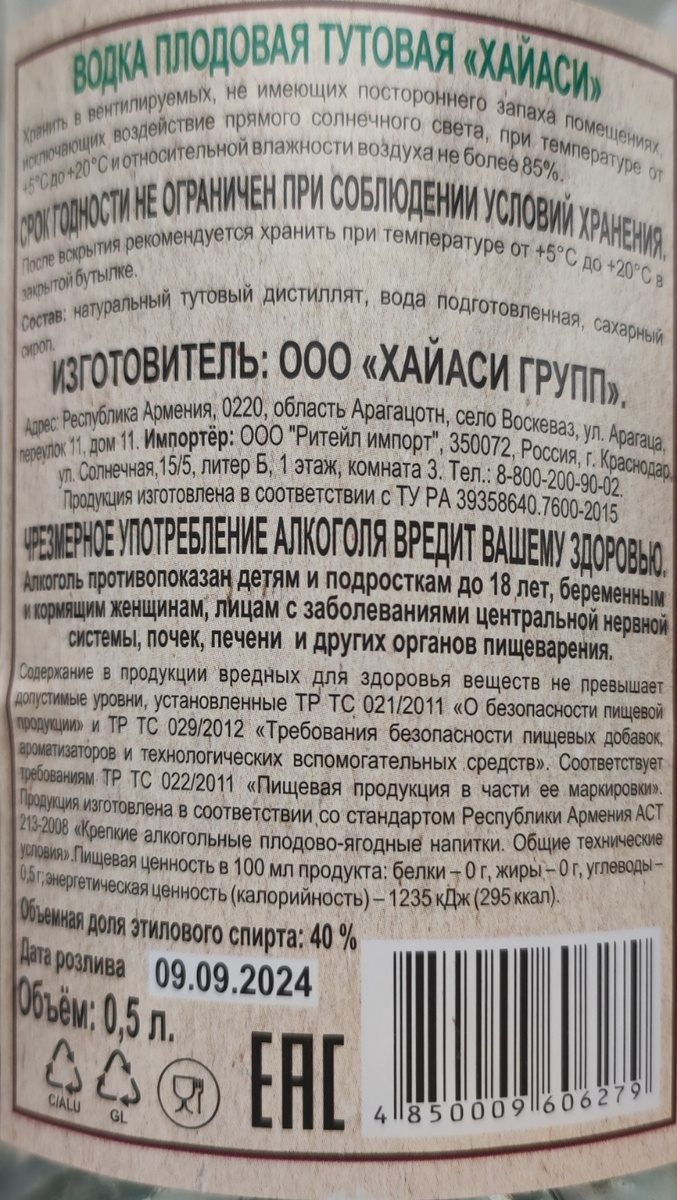 ВОДКА ПЛОДОВАЯ ТУТОВАЯ «ХАЙАСИ»
Хранить в вентилируемых, не имеющих постороннего запаха помещениях,
исключающих воздействие прямого солнечного света, при температуре от
+5°С до +20°С и относительной влажности воздуха не более 85%.
СРОК ГОДНОСТИ НЕ ОГРАНИЧЕН ПРИ СОБЛЮДЕНИИ УСЛОВИЙ ХРАНЕНИЯ.
После вскрытия рекомендуется хранить при температуре от +5°С до +20°С в
закрытой бутылке.
Состав: натуральный тутовый дистиллят, вода подготовленная, сахарный
сироп.
ИЗГОТОВИТЕЛЬ: ООО «ХАЙАСИ ГРУПП».
Адрес: Республика Армения, 0220, область Арагацотн, село Воскеваз, ул. Арагаца,
переулок 11, дом 11. Импортёр: ООО "Ритейл импорт", 350072, Россия, г. Краснодар,
ул. Солнечная,15/5, литер Б, 1 этаж, комната 3. Тел.: 8-800-200-90-02.
Продукция изготовлена в соответствии с ТУ РА 39358640.7600-2015
ЧРЕЗМЕРНОЕ УПОТРЕБЛЕНИЕ АЛКОГОЛЯ ВРЕДИТ ВАШЕМУ ЗДОРОВЬЮ.
Алкоголь противопоказан детям и подросткам до 18 лет, беременным
и кормящим женщинам, лицам с заболеваниями центральной нервной
системы, почек, печени и других органов пищеварения.
Содержание в продукции вредных для здоровья веществ не превышает
допустимые уровни, установленные ТР ТС 021/2011 «О безопасности пищевой
продукции» и ТР ТС 029/2012 «Требования безопасности пищевых добавок,
ароматизаторов и технологических вспомогательных средств». Соответствует
требованиям ТР ТС 022/2011 «Пищевая продукция в части ее маркировки».
Продукция изготовлена в соответствии со стандартом Республики Армения АСТ
213-2008 «Крепкие алкогольные плодово-ягодные напитки. Общие технические
условия».Пищевая ценность в 100 мл продукта: белки – 0 г, жиры – 0 г, углеводы –
0,5 г; энергетическая ценность (калорийность) – 1235 кДж (295 ккал).
Объемная доля этилового спирта: 40 %
Дата розлива 09.09.2024
Объём: 0,5 л.
C/ALU GL EAC
4 850009 606279